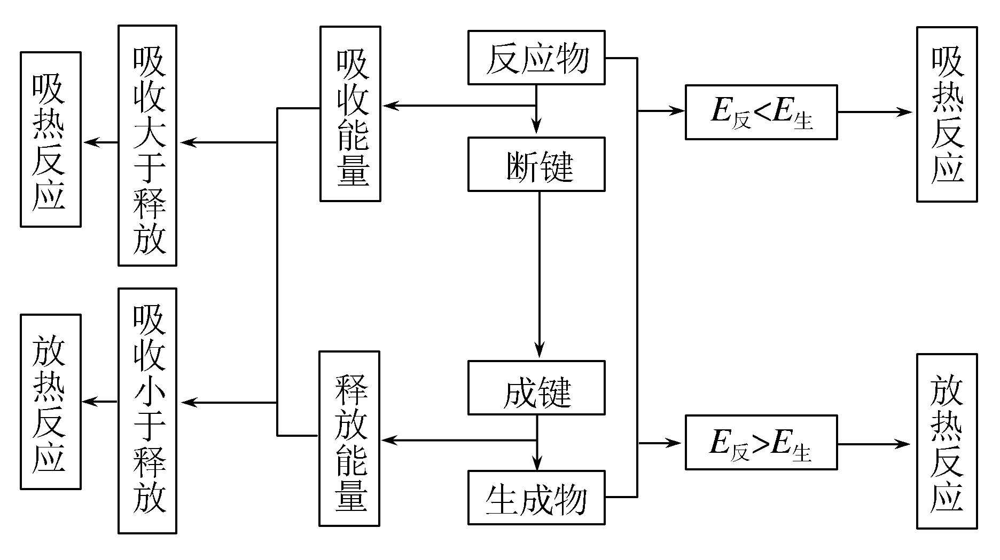 吸热反应
吸收大于释放
吸收能量
反应物
断键
E反<E生
吸热反应
放热反应
吸收小于释放
释放能量
成键
生成物
E反>E生
放热反应